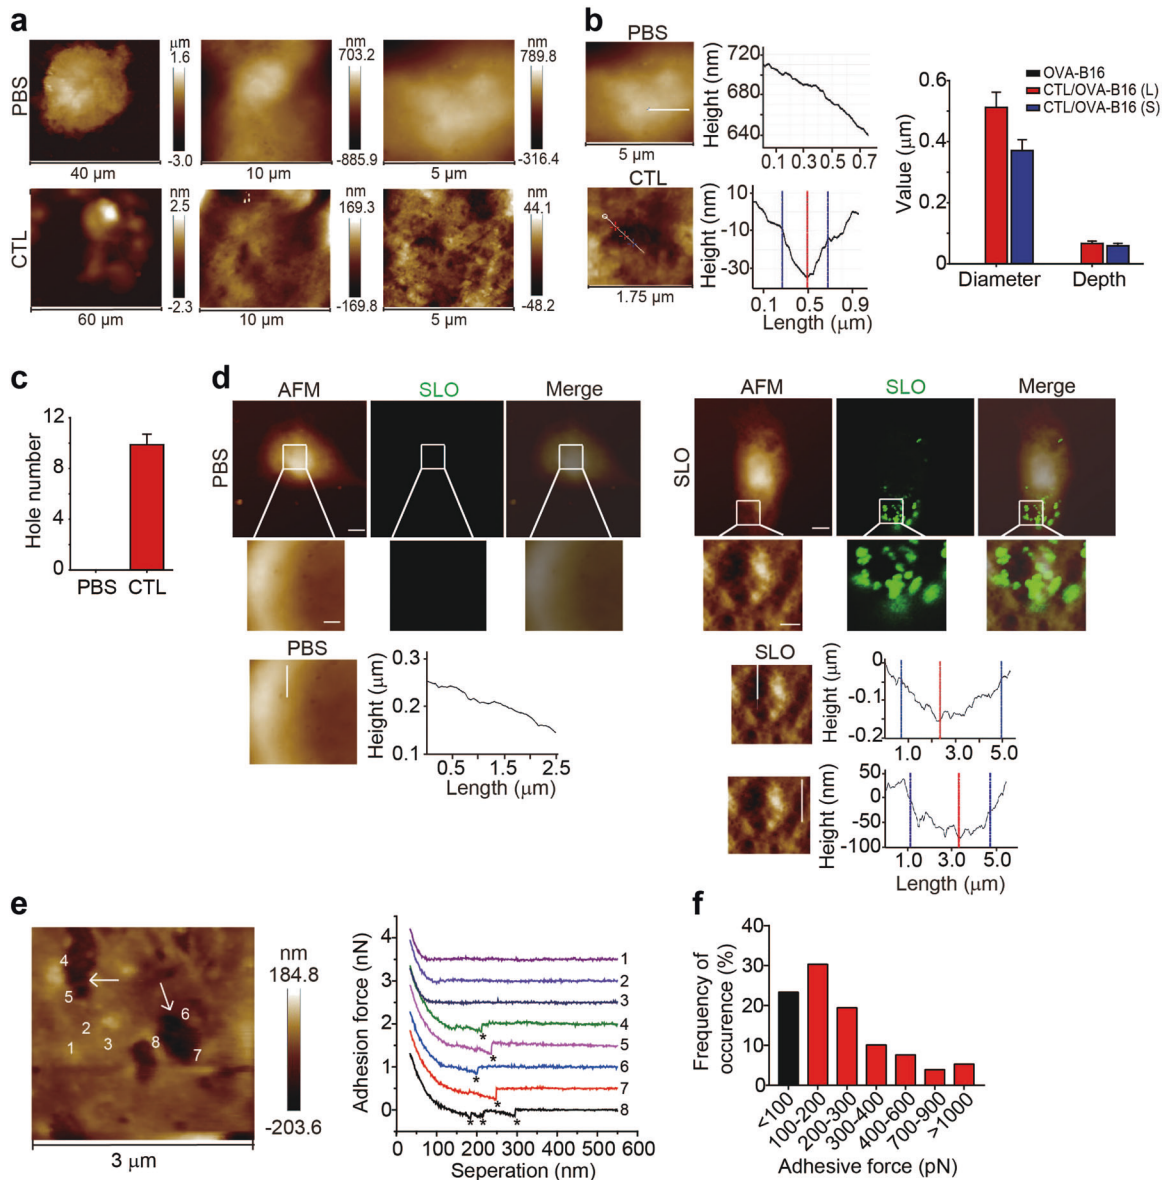 a
PBS
μm
1.6
-3.0
40 μm
nm
703.2
-885.9
10 μm
nm
789.8
-316.4
5 μm
CTL
nm
2.5
-2.3
60 μm
nm
169.3
-169.8
10 μm
nm
44.1
-48.2
5 μm
b
PBS
5 μm
Height (nm)
720
680
640
0.1 0.3 0.5 0.7
CTL
1.75 μm
Height (nm)
10
-10
-30
0.1 0.5 0.9
Length (μm)
Value (μm)
0.6
0.4
0.2
0
OVA-B16
CTL/OVA-B16 (L)
CTL/OVA-B16 (S)
Diameter Depth
c
Hole number
12
8
4
0
PBS CTL
d
AFM SLO Merge
PBS
PBS
Height (μm)
0.3
0.2
0.1
0.5 1.5 2.5
Length (μm)
AFM SLO Merge
SLO
SLO
Height (μm)
0
-0.1
-0.2
1.0 3.0 5.0
Height (nm)
50
0
-50
-100
1.0 3.0 5.0
Length (μm)
e
4
5
2
1 3
6
8
7
nm
184.8
-203.6
3 μm
Adhesion force (nN)
4
3
2
1
0
1
2
3
4
*
5
*
6
*
7
*
8
* * *
0 100 200 300 400 500 600
Seperation (nm)
f
Frequency of
occurence (%)
40
30
20
10
0
<100
100-200
200-300
300-400
400-600
700-900
>1000
Adhesive force (pN)